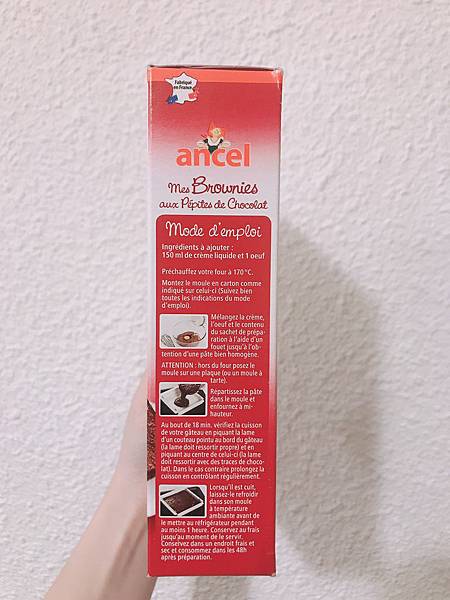 Fabriqué
en France
ancel
Mes Brownies
aux Pépites de Chocolat
Mode d'emploi
Ingrédients à ajouter :
150 ml de crème liquide et 1 oeuf
Préchauffez votre four à 170°C.
Montez le moule en carton comme
indiqué sur celui-ci (Suivez bien
toutes les indications du mode
d'emploi).
Mélangez la crème,
l'oeuf et le contenu
du sachet de prépa-
ration à l'aide d'un
fouet jusqu'à l'ob-
tention d'une pâte bien homogène.
ATTENTION : hors du four posez le
moule sur une plaque (ou un moule à
tarte).
Répartissez la pâte
dans le moule et
enfournez à mi-
hauteur.
Au bout de 18 min. vérifiez la cuisson
de votre gâteau en piquant la lame
d'un couteau pointu au bord du gâteau
(la lame doit ressortir propre) et en
piquant au centre de celui-ci (la lame
doit ressortir avec des traces de choco-
lat). Dans le cas contraire prolongez la
cuisson en contrôlant régulièrement.
Lorsqu'il est cuit,
laissez-le refroidir
dans son moule
à température
ambiante avant de
le mettre au réfrigérateur pendant
au moins 1 heure. Conservez au frais
jusqu'au moment de le servir.
Conservez dans un endroit frais et
sec et consommez dans les 48h
après préparation.